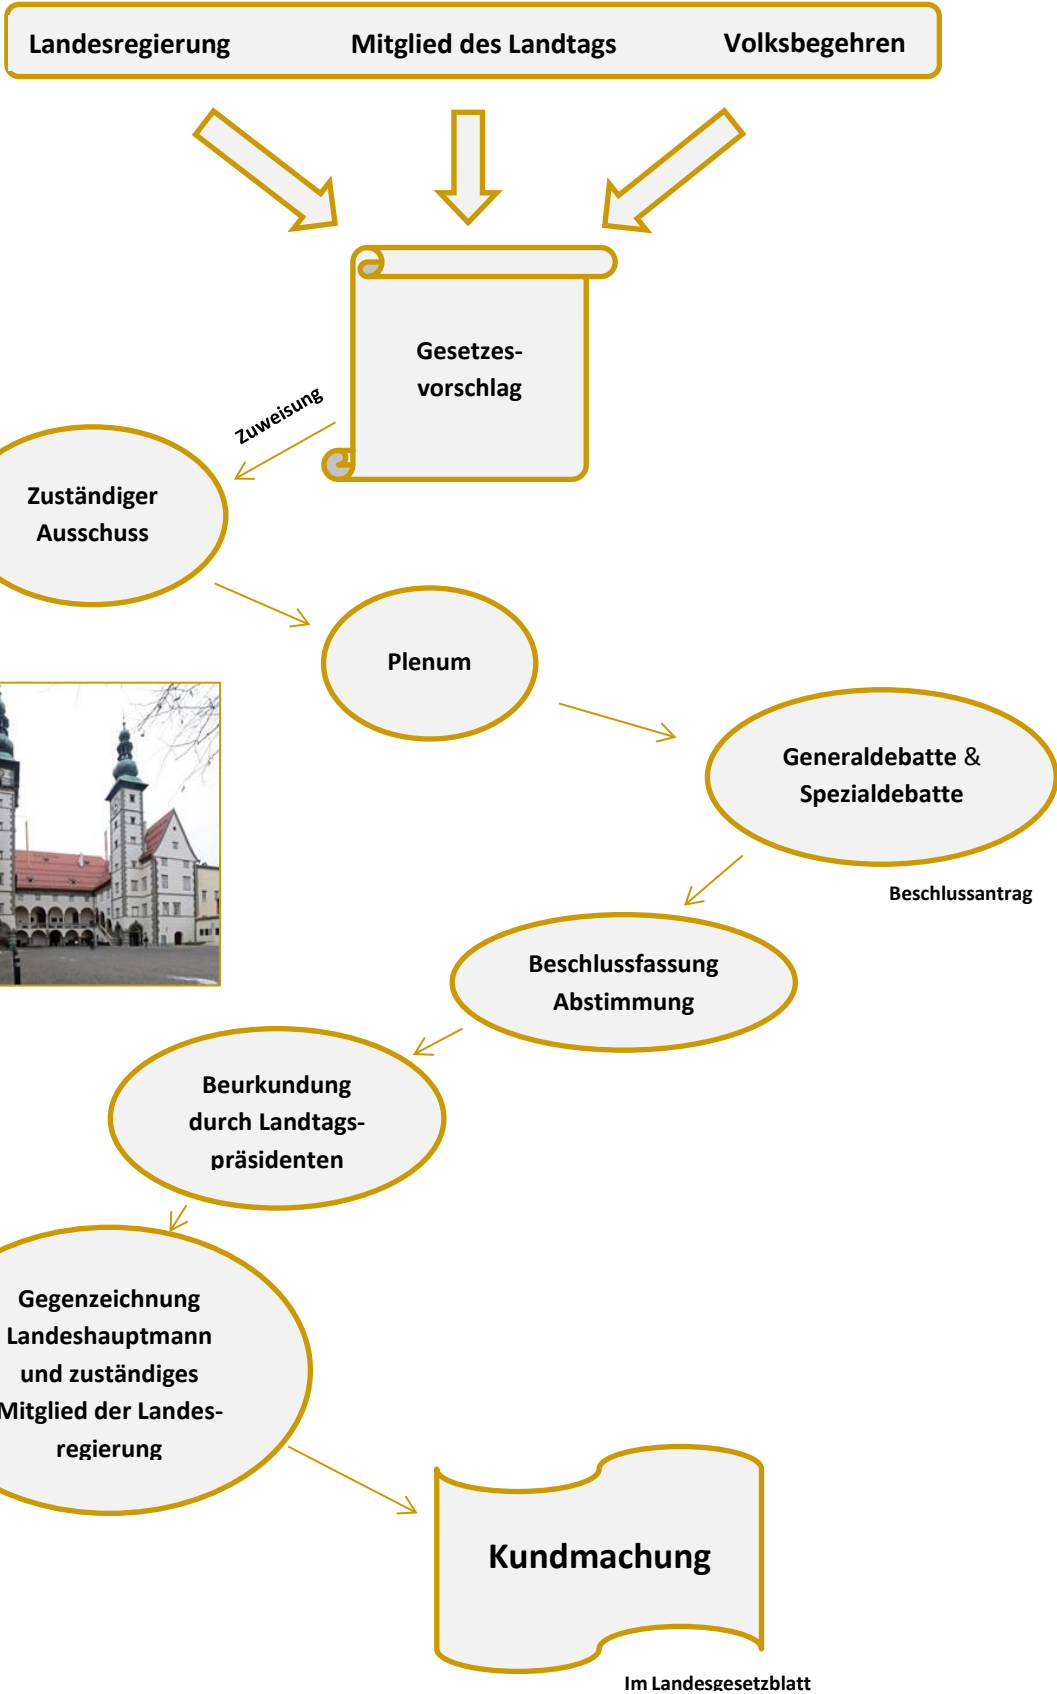 Landesregierung Mitglied des Landtags Volksbegehren
Gesetzes-
vorschlag
Zuweisung
Zuständiger
Ausschuss
Plenum
Generaldebatte &
Spezialdebatte
Beschlussantrag
Beschlussfassung
Abstimmung
Beurkundung
durch Landtags-
präsidenten
Gegenzeichnung
Landeshauptmann
und zuständiges
Mitglied der Landes-
regierung
Kundmachung
Im Landesgesetzblatt